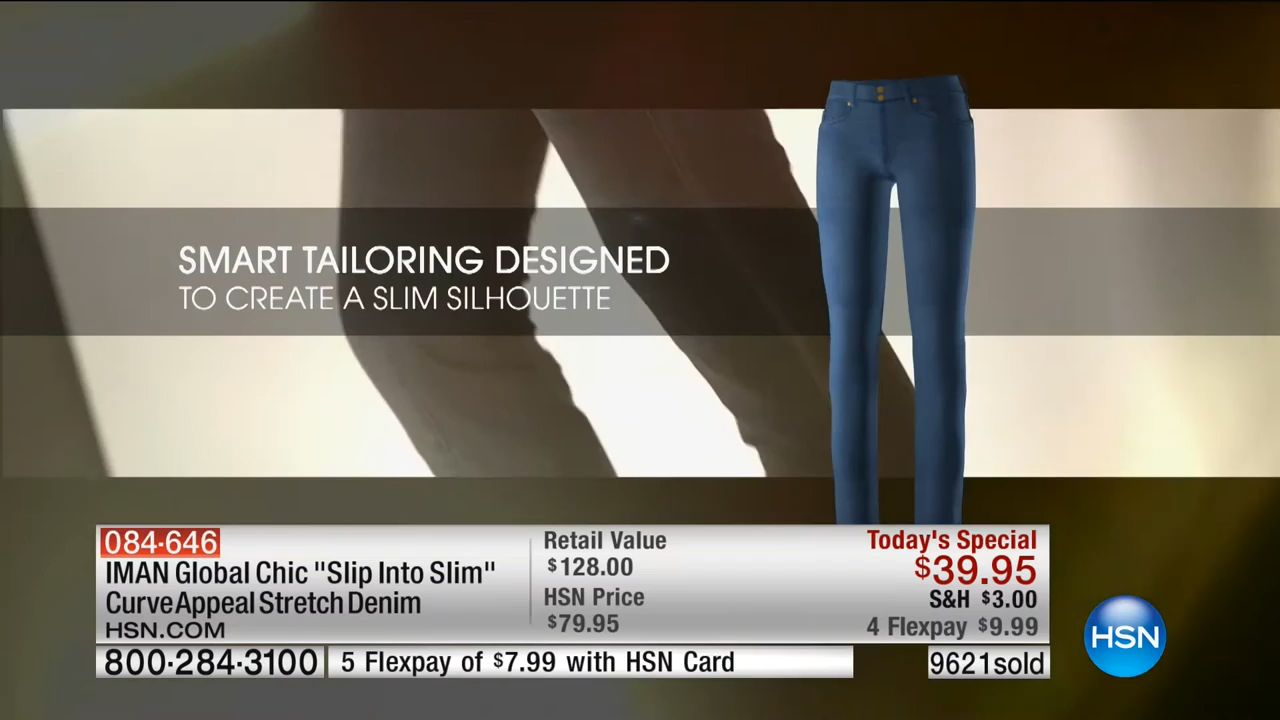 SMART TAILORING DESIGNED
TO CREATE A SLIM SILHOUETTE
084-646
IMAN Global Chic "Slip Into Slim"
Curve Appeal Stretch Denim
HSN.COM
Retail Value
$128.00
HSN Price
$79.95
Today's Special
$39.95
S&H $3.00
4 Flexpay $9.99
800-284-3100
5 Flexpay of $7.99 with HSN Card
9621sold
HSN